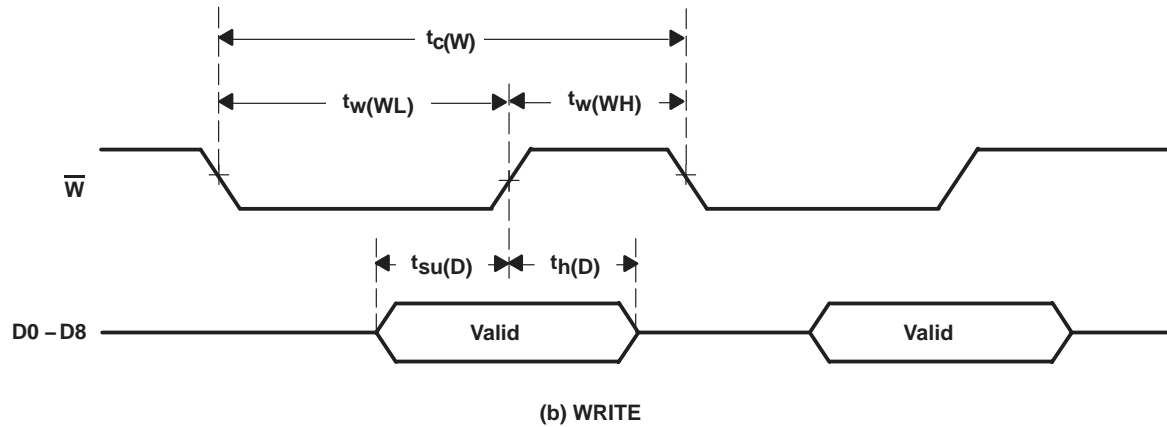 tc(W)
tw(WL) tw(WH)
W̅
tsu(D) th(D)
D0 – D8 Valid Valid
(b) WRITE